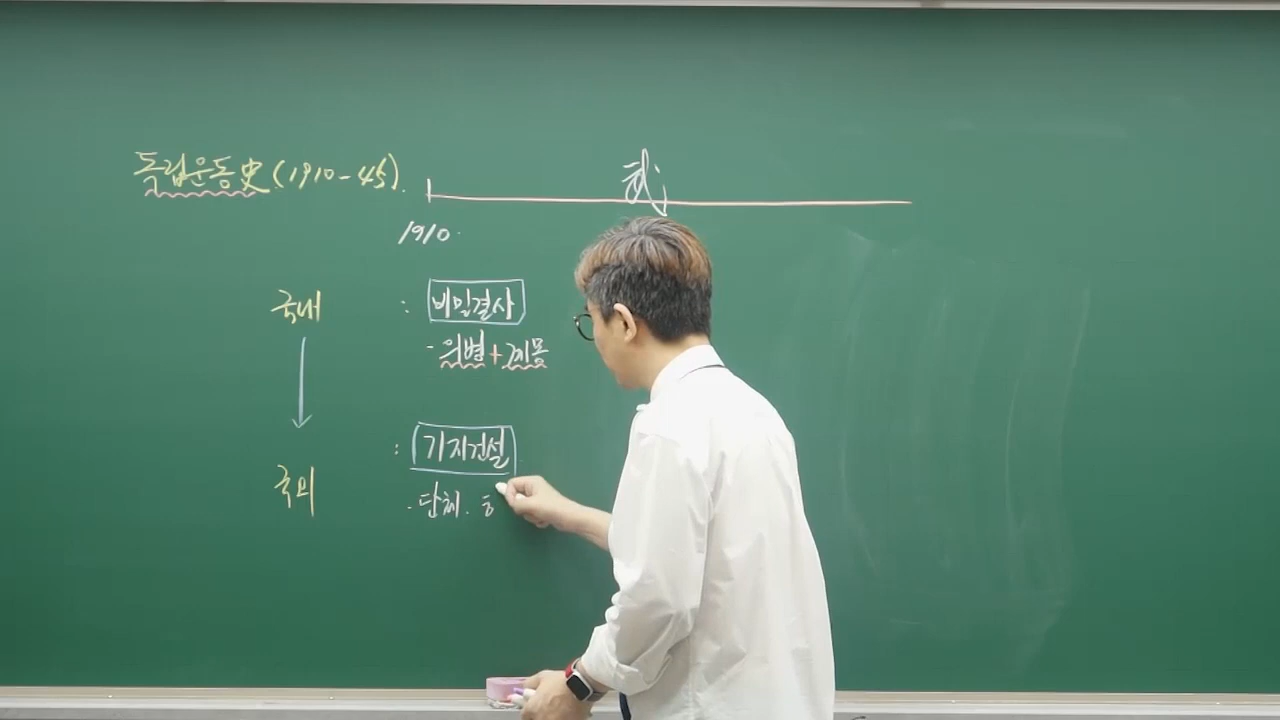 독립운동史(1910-45).
武
1910.
국내 : 비밀결사
- 의병+계몽
국외 : 기지건설
· 단체. ㅎ